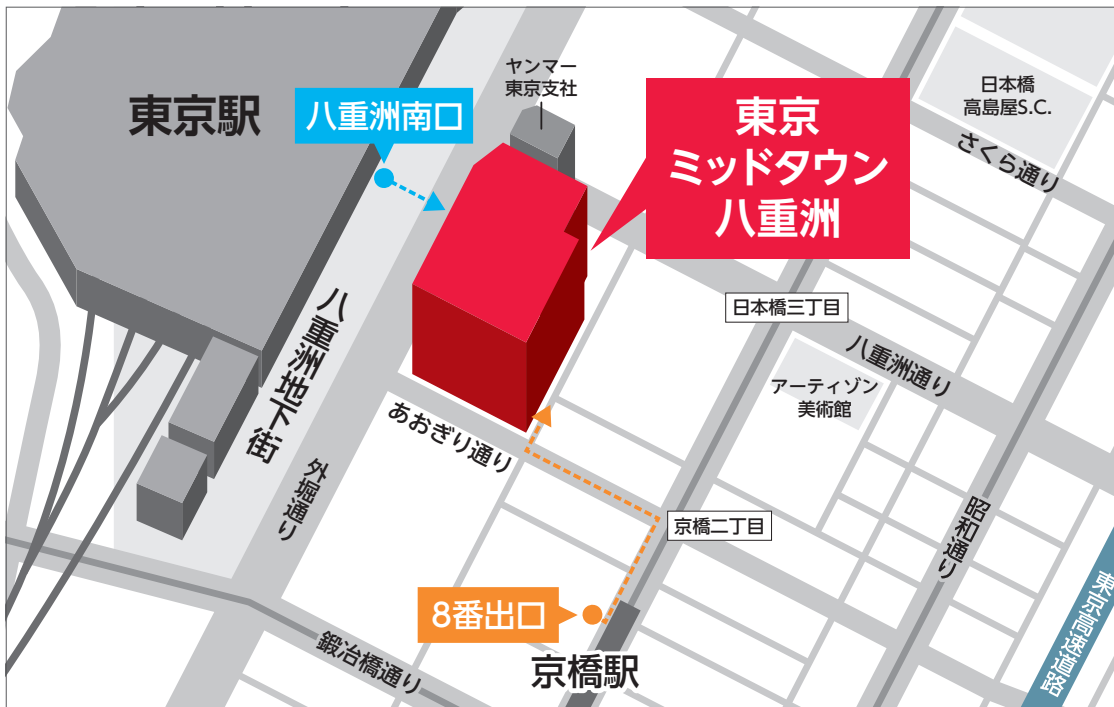 東京駅
八重洲南口
ヤンマー
東京支社
東京
ミッドタウン
八重洲
日本橋
高島屋S.C.
さくら通り
日本橋三丁目
八重洲通り
アーティゾン
美術館
八重洲地下街
あおぎり通り
外堀通り
京橋二丁目
昭和通り
東京高速道路
8番出口
京橋駅
鍛冶橋通り